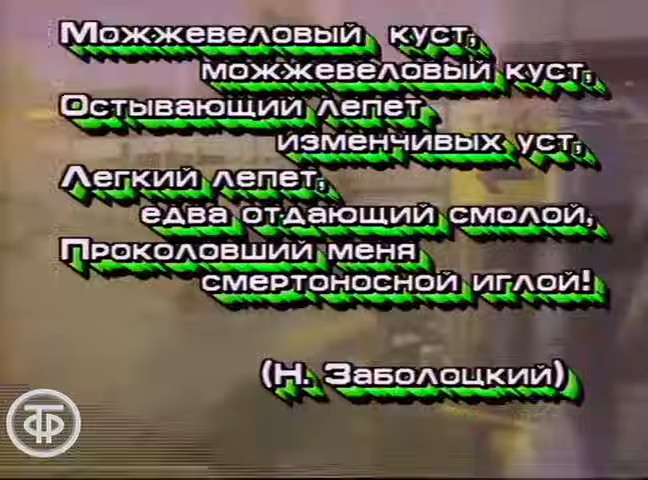 Можжевеловый куст,
можжевеловый куст,
Остывающий лепет
изменчивых уст,
Легкий лепет,
едва отдающий смолой,
Проколовший меня
смертоносной иглой!
(Н. Заболоцкий)